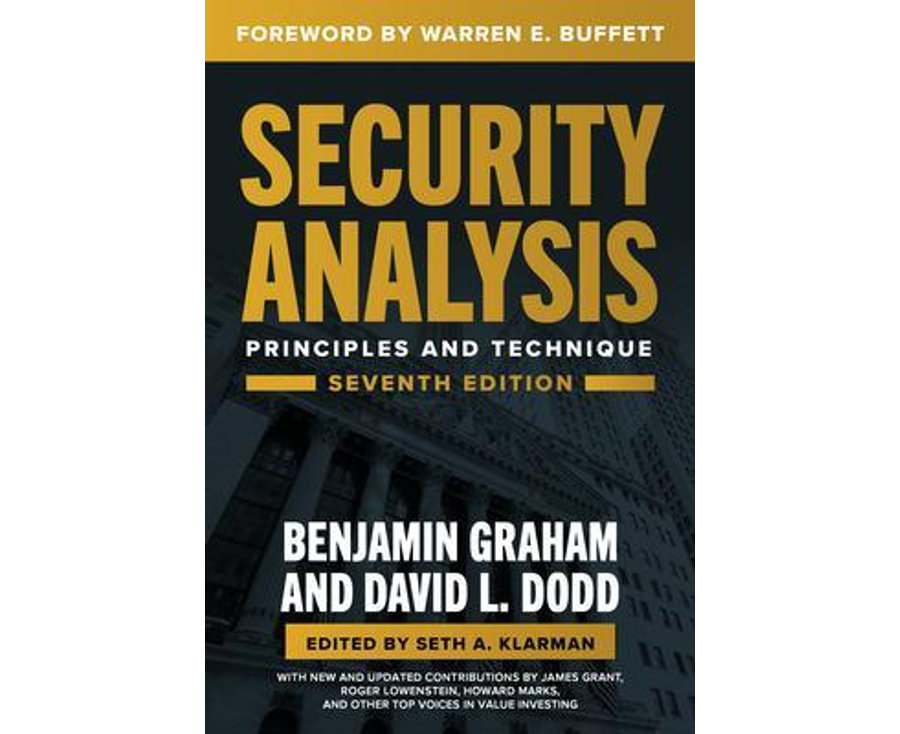 FOREWORD BY WARREN E. BUFFETT
SECURITY
ANALYSIS
PRINCIPLES AND TECHNIQUE
SEVENTH EDITION
BENJAMIN GRAHAM
AND DAVID L. DODD
EDITED BY SETH A. KLARMAN
WITH NEW AND UPDATED CONTRIBUTIONS BY JAMES GRANT,
ROGER LOWENSTEIN, HOWARD MARKS,
AND OTHER TOP VOICES IN VALUE INVESTING